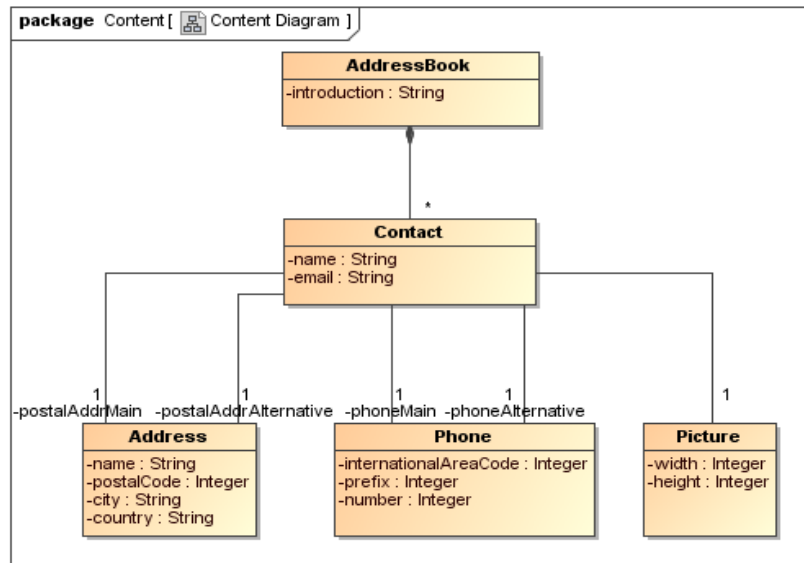 package Content [ Content Diagram ]
AddressBook
-introduction : String
*
Contact
-name : String
-email : String
1 1 1 1 1
-postalAddrMain -postalAddrAlternative -phoneMain -phoneAlternative
Address
-name : String
-postalCode : Integer
-city : String
-country : String
Phone
-internationalAreaCode : Integer
-prefix : Integer
-number : Integer
Picture
-width : Integer
-height : Integer